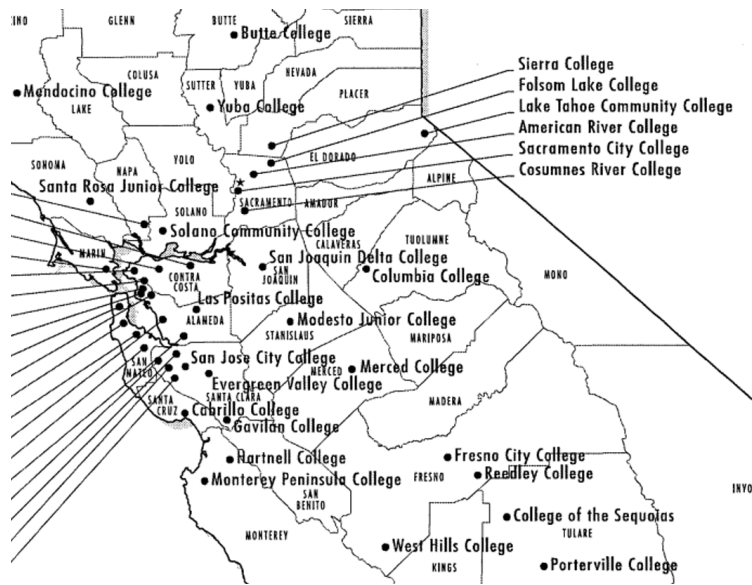 INO
GLENN
BUTTE
SIERRA
Butte College
Sierra College
COLUSA
NEVADA
Folsom Lake College
Mendocino College
SUTTER
YUBA
PLACER
LAKE
Yuba College
Lake Tahoe Community College
American River College
SONOMA
NAPA
YOLO
EL DORADO
Sacramento City College
Cosumnes River College
ALPINE
Santa Rosa Junior College
SOLANO
SACRAMENTO
AMADOR
Solano Community College
CALAVERAS
TUOLUMNE
MARIN
San Joaquin Delta College
MONO
CONTRA
COSTA
SAN
JOAQUIN
Columbia College
Las Positas College
ALAMEDA
Modesto Junior College
STANISLAUS
MARIPOSA
SAN
MATEO
San Jose City College
MERCED
Merced College
Evergreen Valley College
SANTA
CRUZ
SANTA CLARA
MADERA
Cabrillo College
Gavilan College
Hartnell College
Fresno City College
FRESNO
Reedley College
Monterey Peninsula College
INYO
SAN
BENITO
College of the Sequoias
MONTEREY
TULARE
West Hills College
KINGS
Porterville College